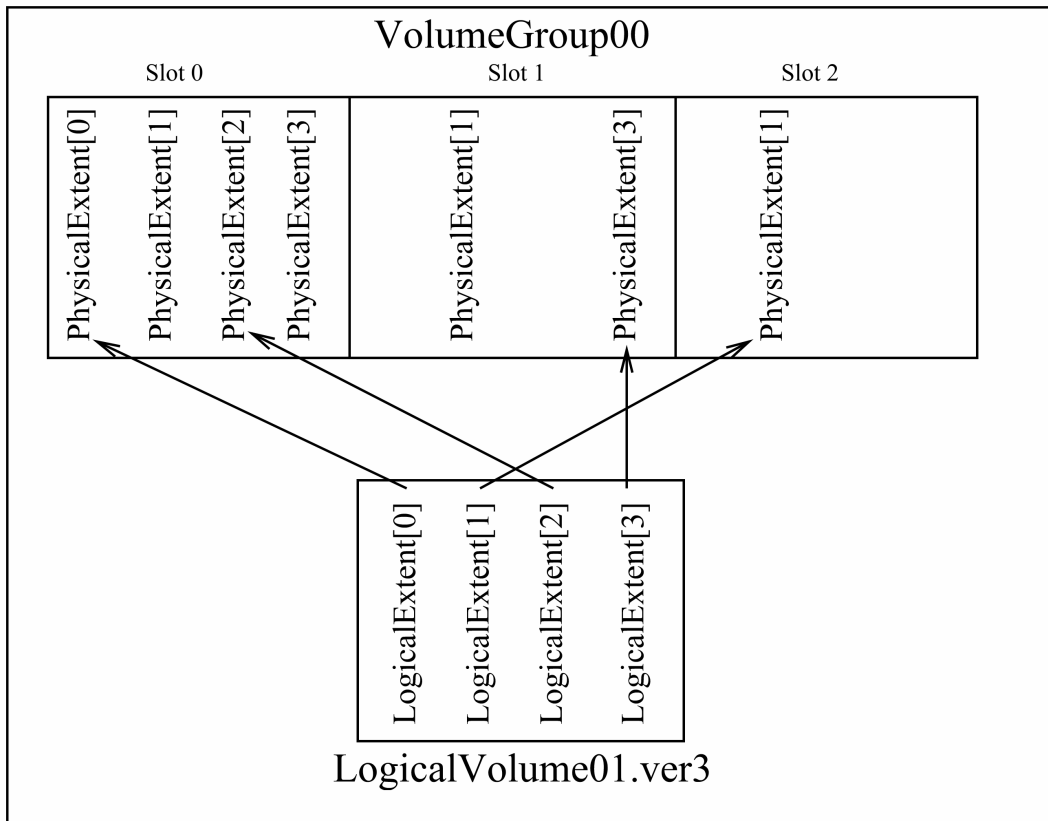 VolumeGroup00
Slot 0
Slot 1
Slot 2
PhysicalExtent[0]
PhysicalExtent[1]
PhysicalExtent[2]
PhysicalExtent[3]
PhysicalExtent[1]
PhysicalExtent[3]
PhysicalExtent[1]
LogicalExtent[0]
LogicalExtent[1]
LogicalExtent[2]
LogicalExtent[3]
LogicalVolume01.ver3